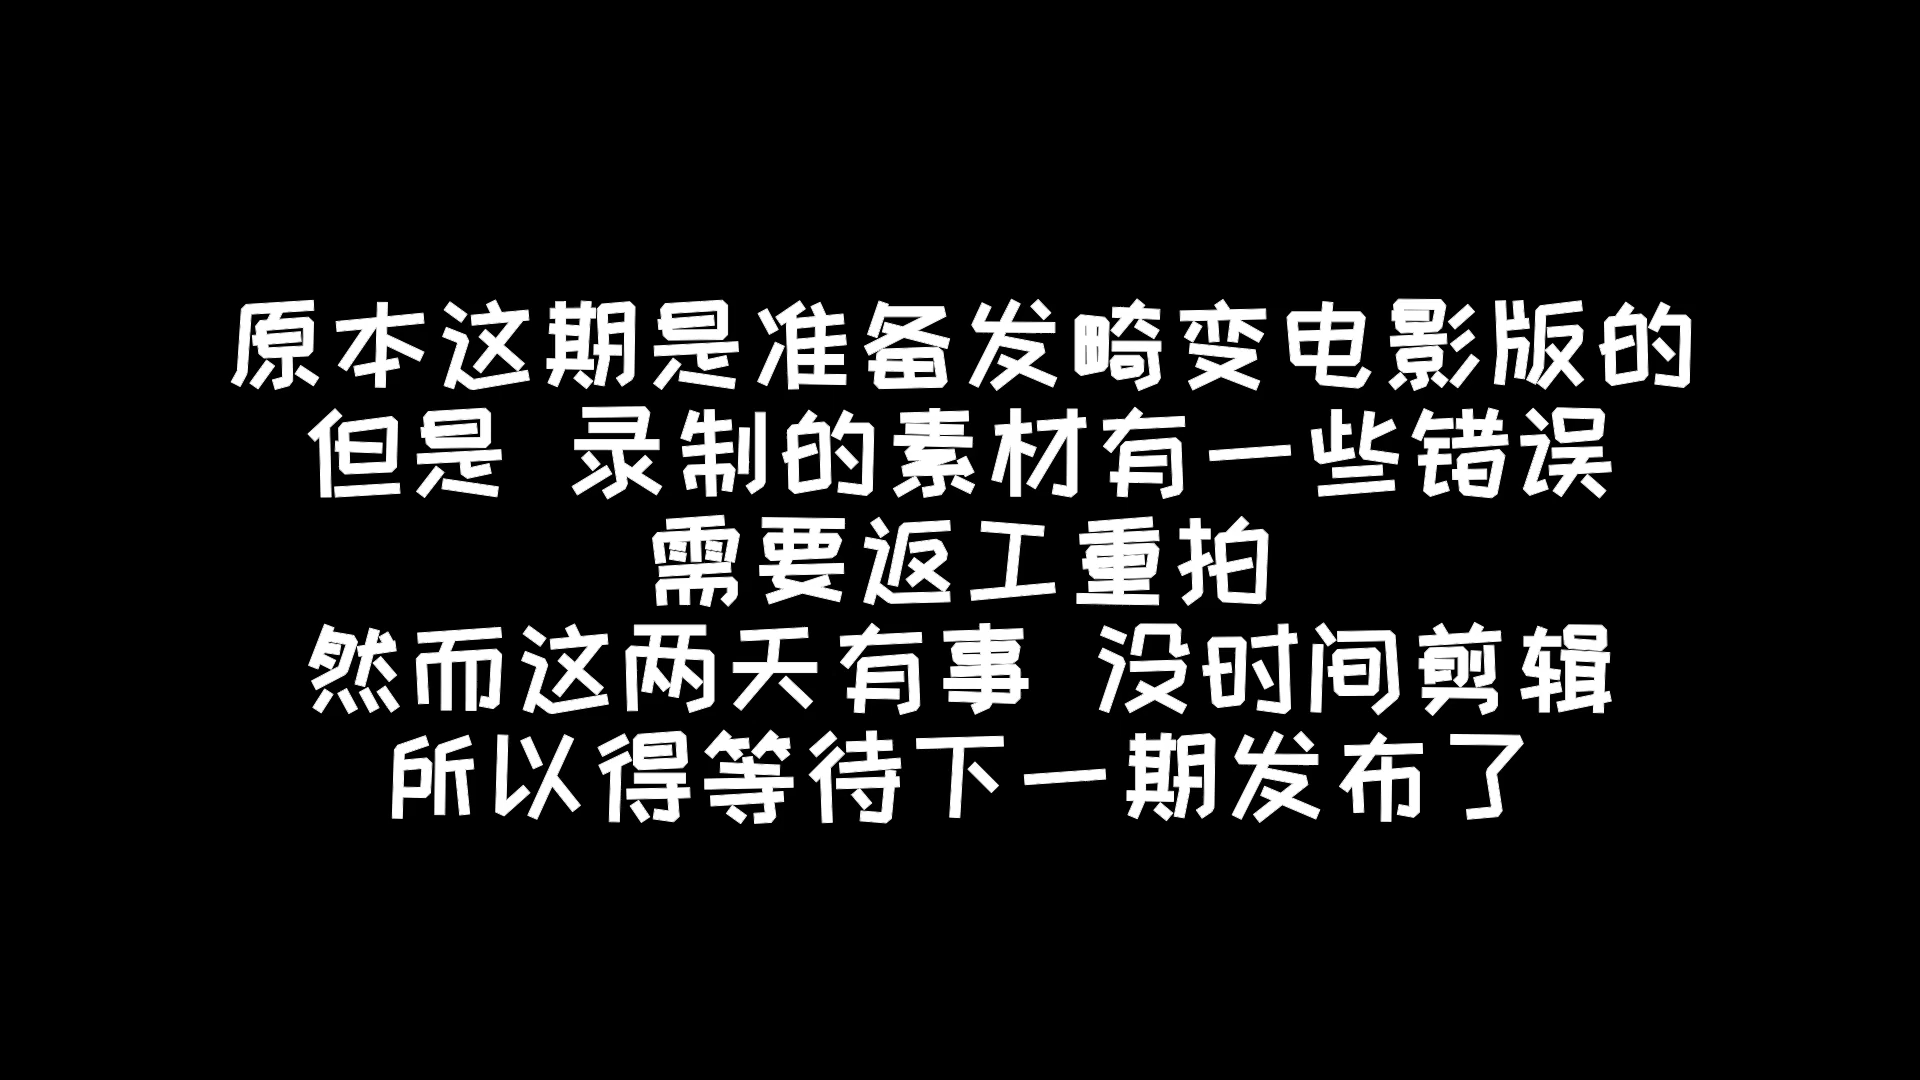 原本这期是准备发畸变电影版的
但是 录制的素材有一些错误
需要返工重拍
然而这两天有事 没时间剪辑
所以得等待下一期发布了